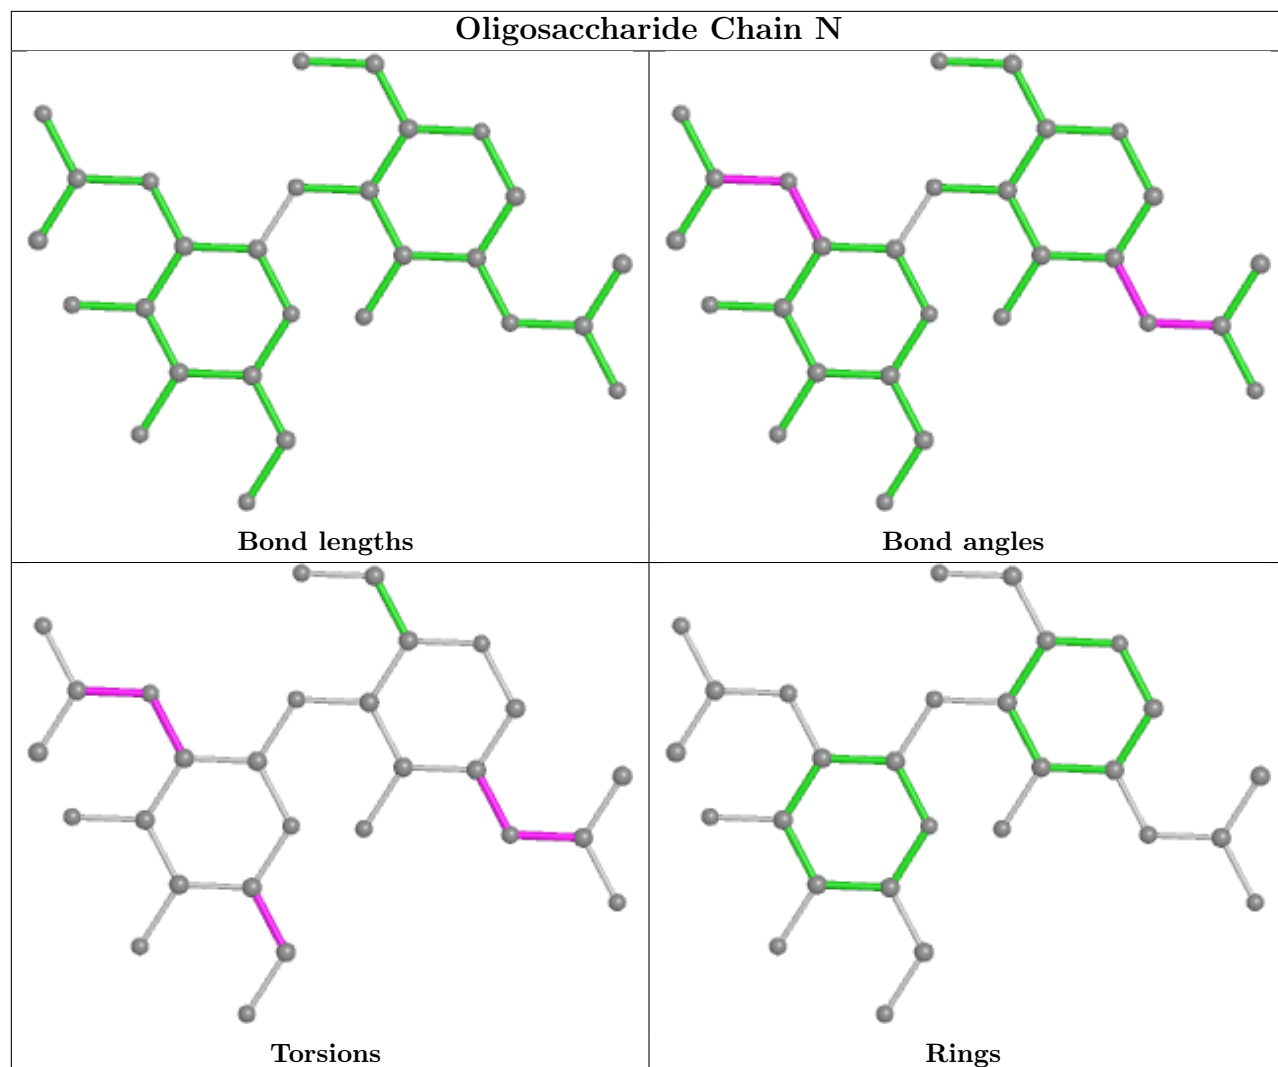 Oligosaccharide Chain N
Bond lengths
Bond angles
Torsions
Rings